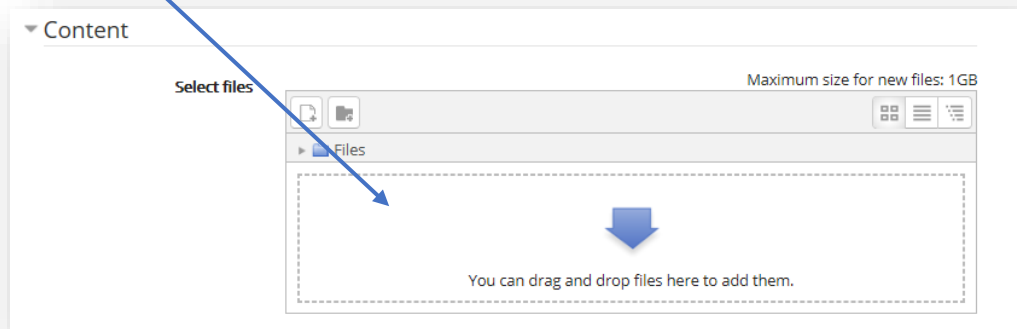 Content
Maximum size for new files: 1GB
Select files
Files
You can drag and drop files here to add them.